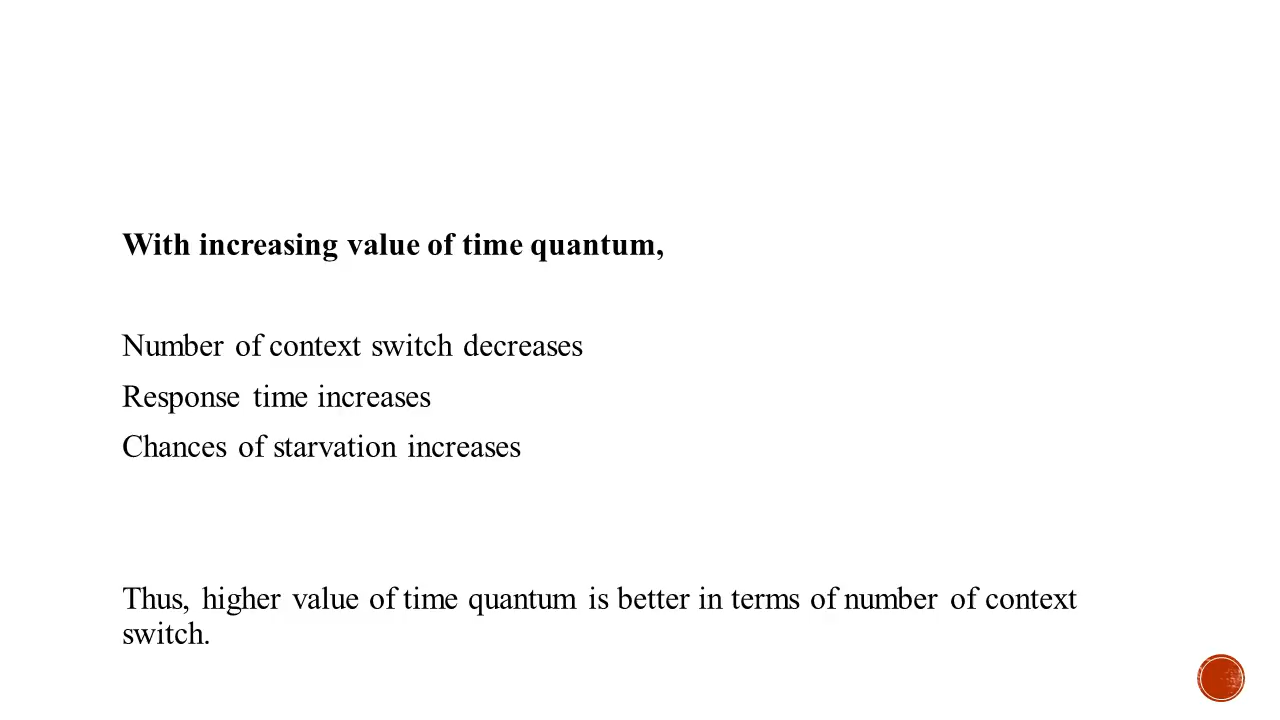 With increasing value of time quantum,
Number of context switch decreases
Response time increases
Chances of starvation increases
Thus, higher value of time quantum is better in terms of number of context
switch.